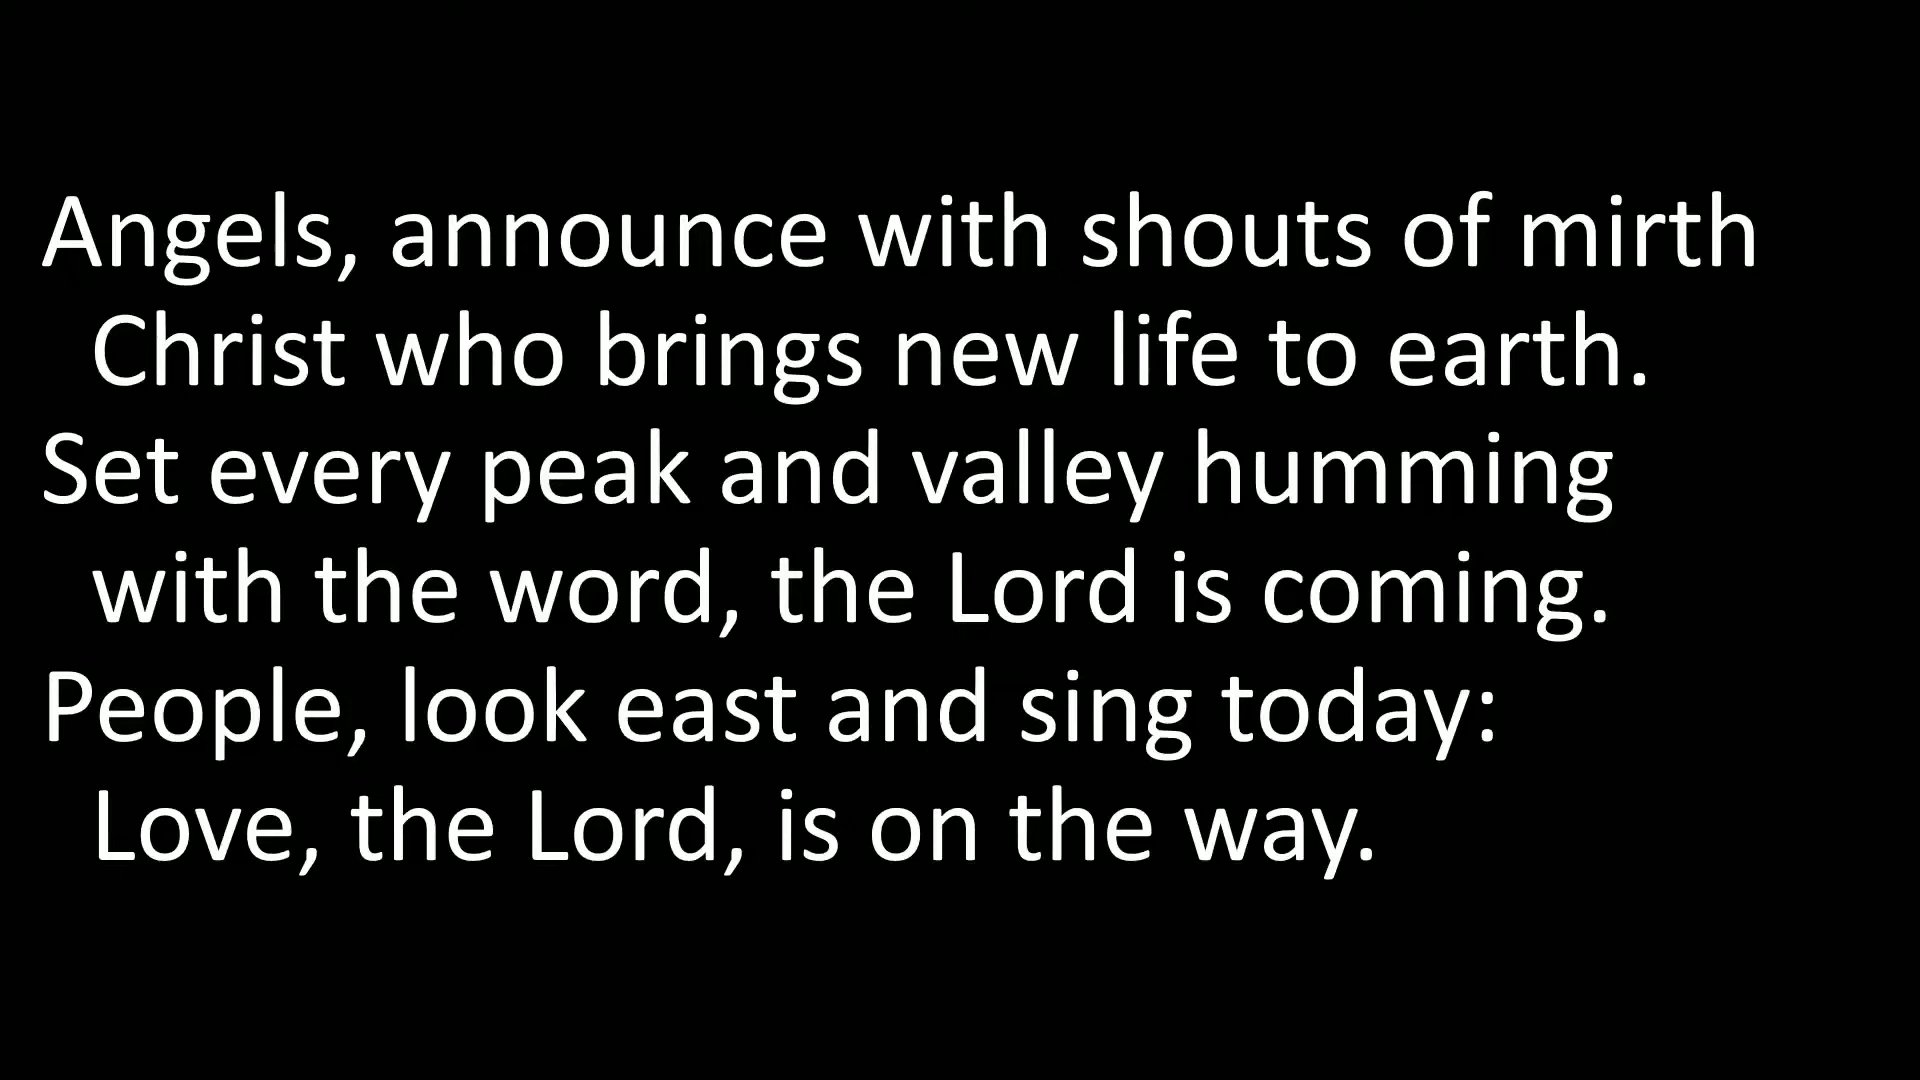 Angels, announce with shouts of mirth
Christ who brings new life to earth.
Set every peak and valley humming
with the word, the Lord is coming.
People, look east and sing today:
Love, the Lord, is on the way.